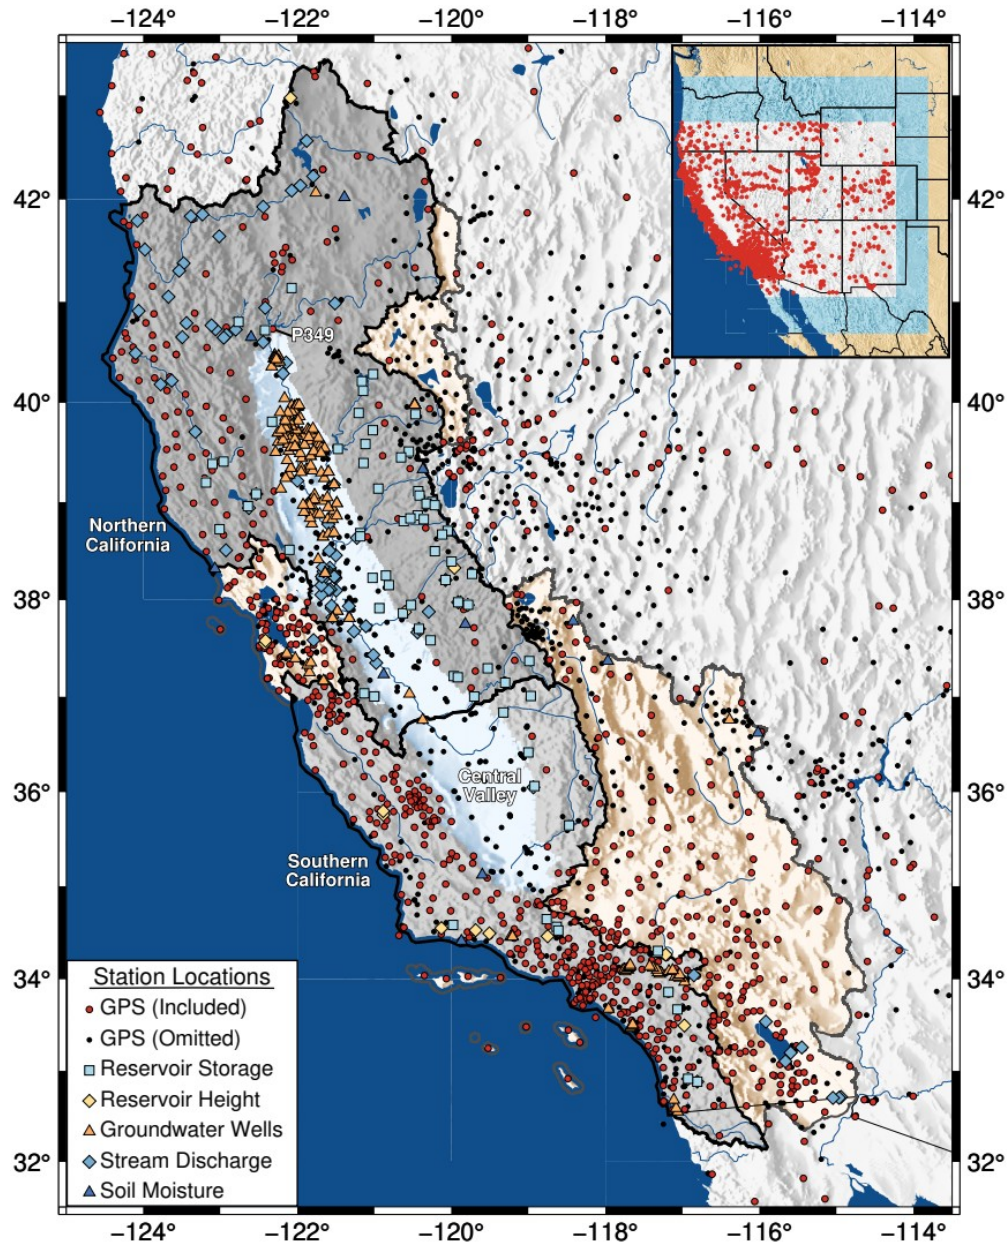 −124 −122 −120 −118 −116 −114
42°
P349
40°
Northern
California
38°
Central
Valley
36°
Southern
California
34°
Station Locations
GPS (Included)
GPS (Omitted)
Reservoir Storage
Reservoir Height
Groundwater Wells
Stream Discharge
Soil Moisture
32°
42°
40°
38°
36°
34°
32°
−124 −122 −120 −118 −116 −114